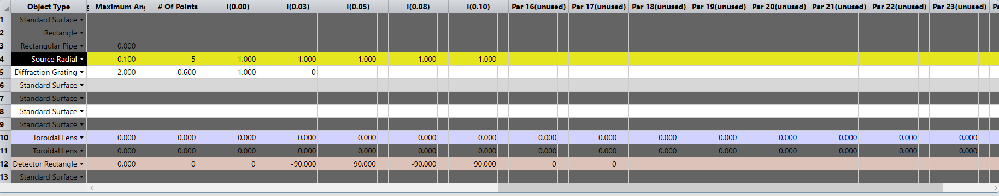 Object Type Maximum Ang # Of Points I(0.00) I(0.03) I(0.05) I(0.08) I(0.10) Par 16(unused) Par 17(unused) Par 18(unused) Par 19(unused) Par 20(unused) Par 21(unused) Par 22(unused) Par 23(unused) Pa
1 Standard Surface
2 Rectangle
3 Rectangular Pipe 0.000
4 Source Radial 0.100 5 1.000 1.000 1.000 1.000 1.000
5 Diffraction Grating 2.000 0.600 1.000 0
6 Standard Surface
7 Standard Surface
8 Standard Surface
9 Standard Surface
10 Toroidal Lens 0.000 0.000 0.000 0.000 0.000 0.000 0.000 0.000 0.000 0.000 0.000 0.000 0.000 0.000 0.000
11 Toroidal Lens 0.000 0.000 0.000 0.000 0.000 0.000 0.000 0.000 0.000 0.000 0.000 0.000 0.000 0.000 0.000
12 Detector Rectangle 0.000 0 0 -90.000 90.000 -90.000 90.000 0 0
13 Standard Surface